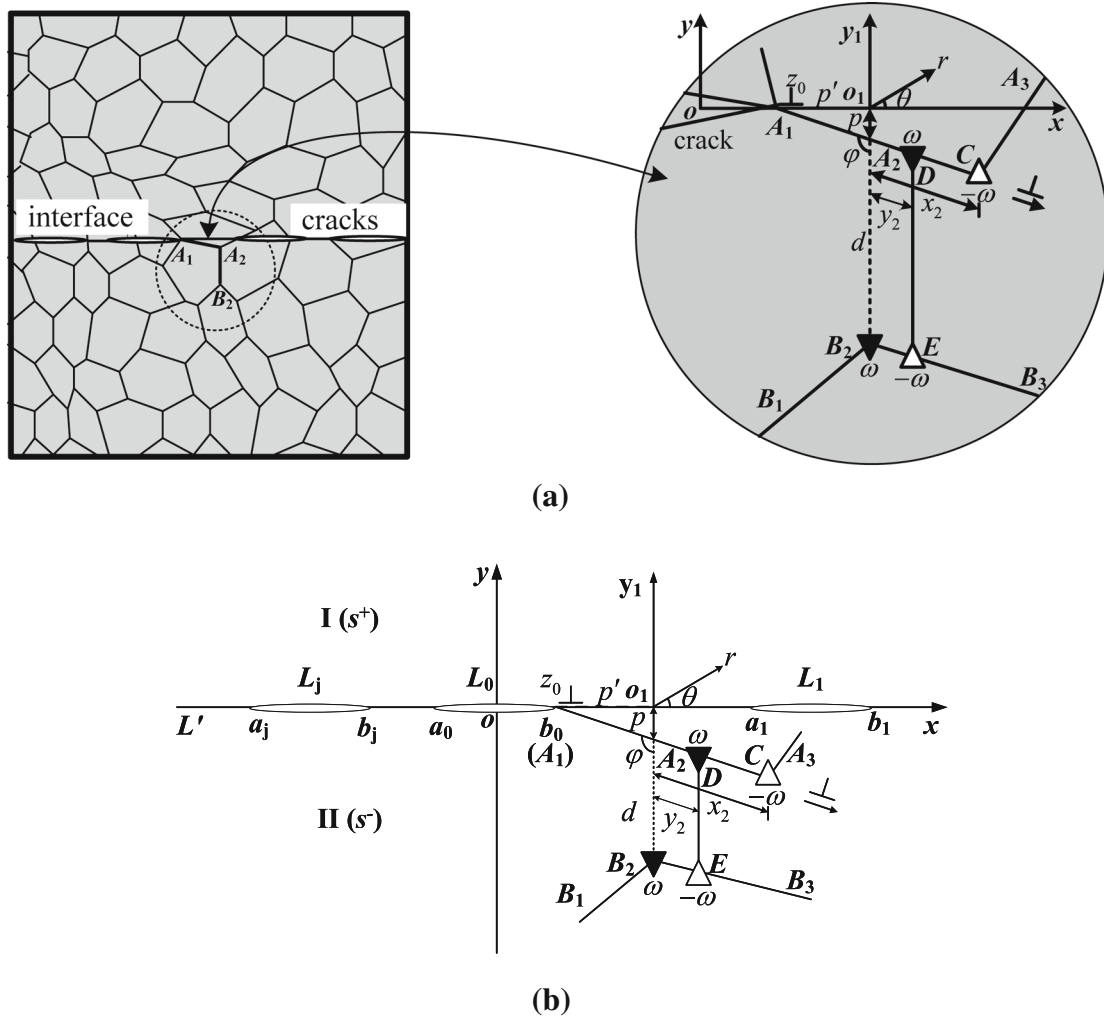 interface
cracks
A₁
A₂
B₂
y
y₁
r
A₃
z₀
p′
o₁
θ
o
x
A₁
p
crack
φ
ω
C
A₂
D
−ω
x₂
y₂
d
B₂
E
ω
−ω
B₁
B₃
(a)
y
y₁
I (s⁺)
r
Lⱼ
L₀
z₀
p′
o₁
θ
L₁
L′
aⱼ
bⱼ
a₀
o
b₀
p
a₁
b₁
x
(A₁)
φ
ω
C
A₃
A₂
D
−ω
II (s⁻)
d
y₂
x₂
B₂
E
B₁
ω
−ω
B₃
(b)